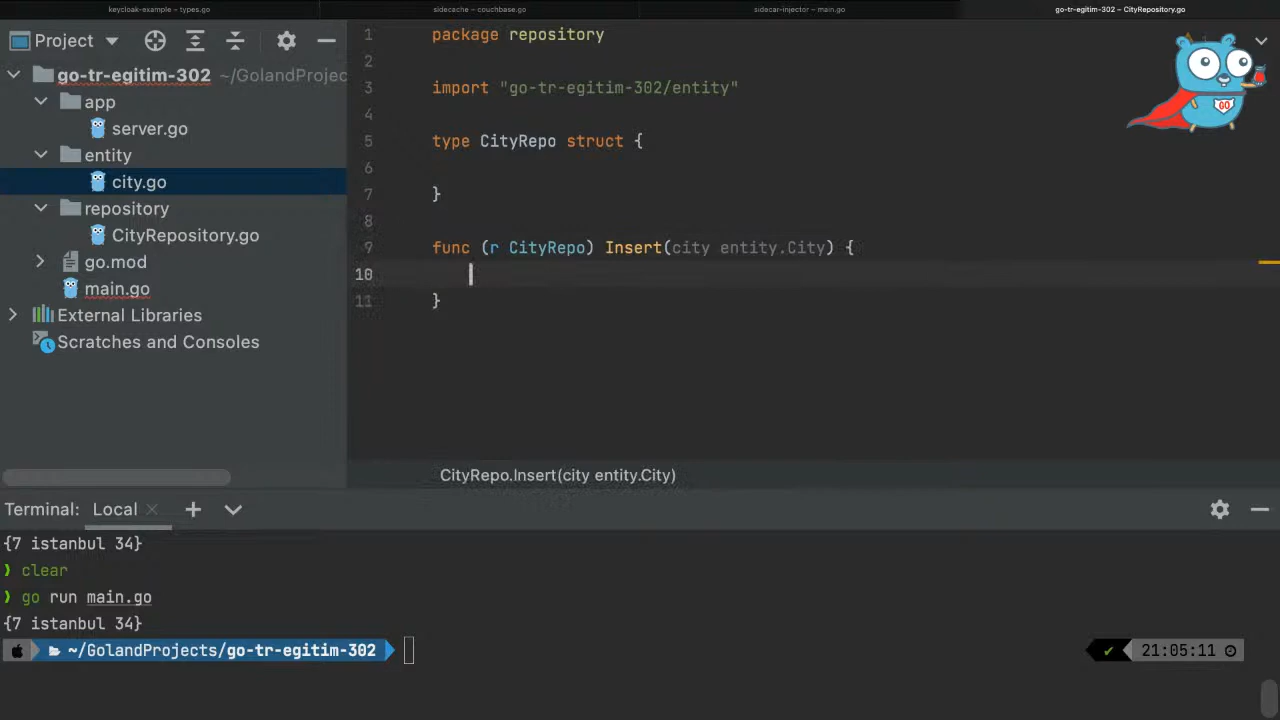 keycloak-example – types.go
sidecache – couchbase.go
sidecar-injector – main.go
go-tr-egitim-302 – CityRepository.go
Project
go-tr-egitim-302 ~/GolandProjec
app
server.go
entity
city.go
repository
CityRepository.go
go.mod
main.go
External Libraries
Scratches and Consoles
1 package repository
2
3 import "go-tr-egitim-302/entity"
4
5 type CityRepo struct {
6
7 }
8
9 func (r CityRepo) Insert(city entity.City) {
10
11 }
GO
CityRepo.Insert(city entity.City)
Terminal: Local
{7 istanbul 34}
❯ clear
❯ go run main.go
{7 istanbul 34}
~/GolandProjects/go-tr-egitim-302
✔ 21:05:11